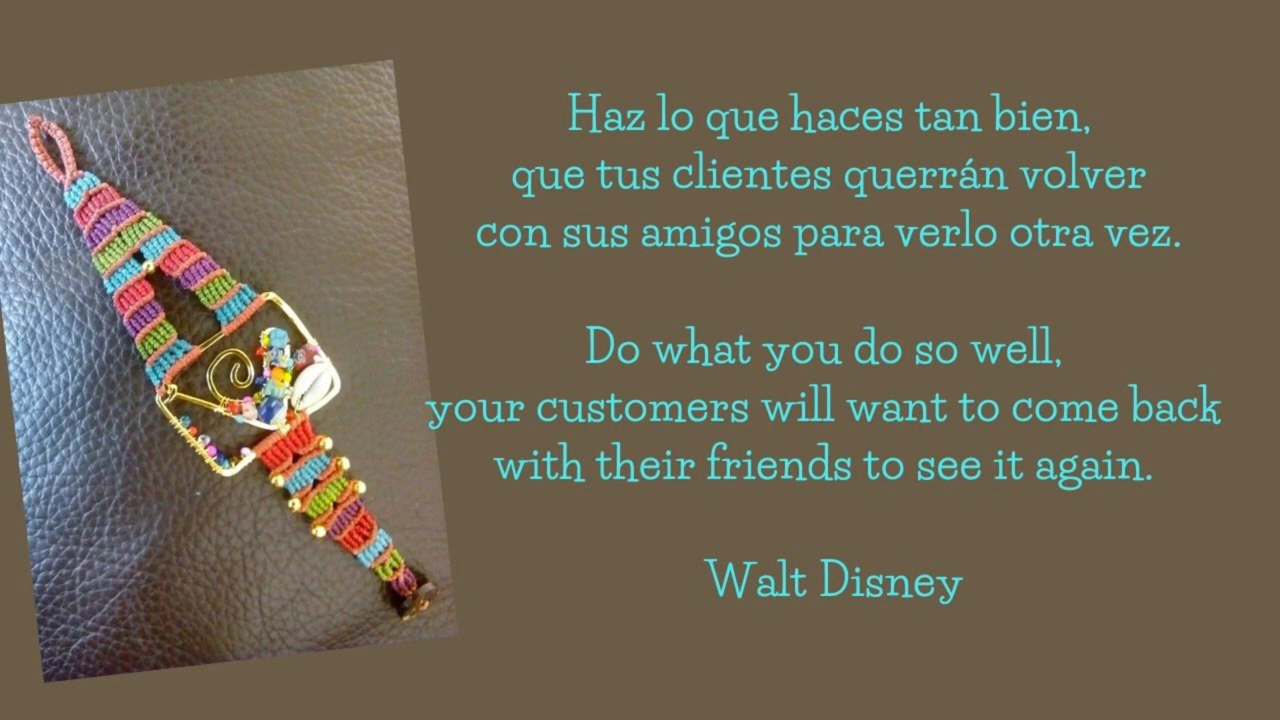 Haz lo que haces tan bien,
que tus clientes querrán volver
con sus amigos para verlo otra vez.
Do what you do so well,
your customers will want to come back
with their friends to see it again.
Walt Disney